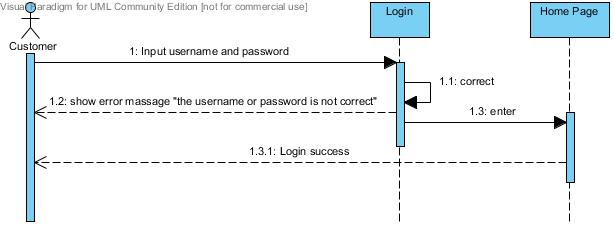 Visual Paradigm for UML Community Edition [not for commercial use]
Login
Home Page
Customer
1: Input username and password
1.1: correct
1.2: show error massage "the username or password is not correct"
1.3: enter
1.3.1: Login success